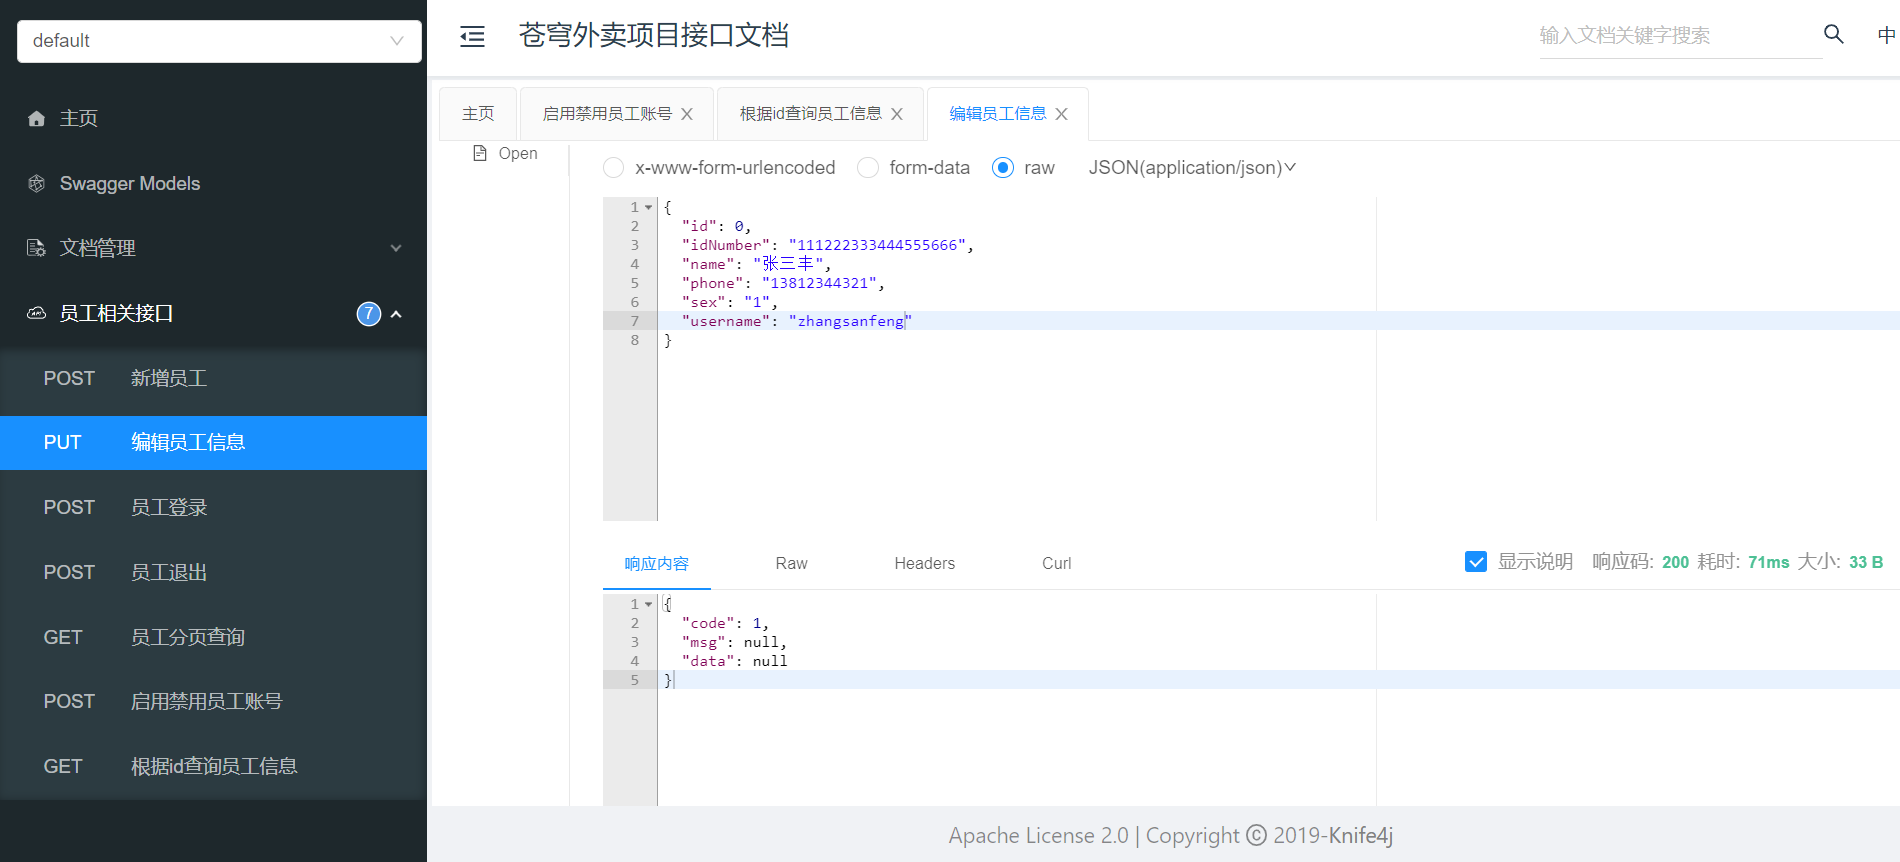 default
主页
Swagger Models
文档管理
员工相关接口 7
POST 新增员工
PUT 编辑员工信息
POST 员工登录
POST 员工退出
GET 员工分页查询
POST 启用禁用员工账号
GET 根据id查询员工信息
苍穹外卖项目接口文档
输入文档关键字搜索
中
主页 启用禁用员工账号 根据id查询员工信息 编辑员工信息
Open
x-www-form-urlencoded form-data raw JSON(application/json)
1 {
2 "id": 0,
3 "idNumber": "111222333444555666",
4 "name": "张三丰",
5 "phone": "13812344321",
6 "sex": "1",
7 "username": "zhangsanfeng"
8 }
响应内容 Raw Headers Curl 显示说明 响应码: 200 耗时: 71ms 大小: 33 B
1 {
2 "code": 1,
3 "msg": null,
4 "data": null
5 }
Apache License 2.0 | Copyright © 2019-Knife4j